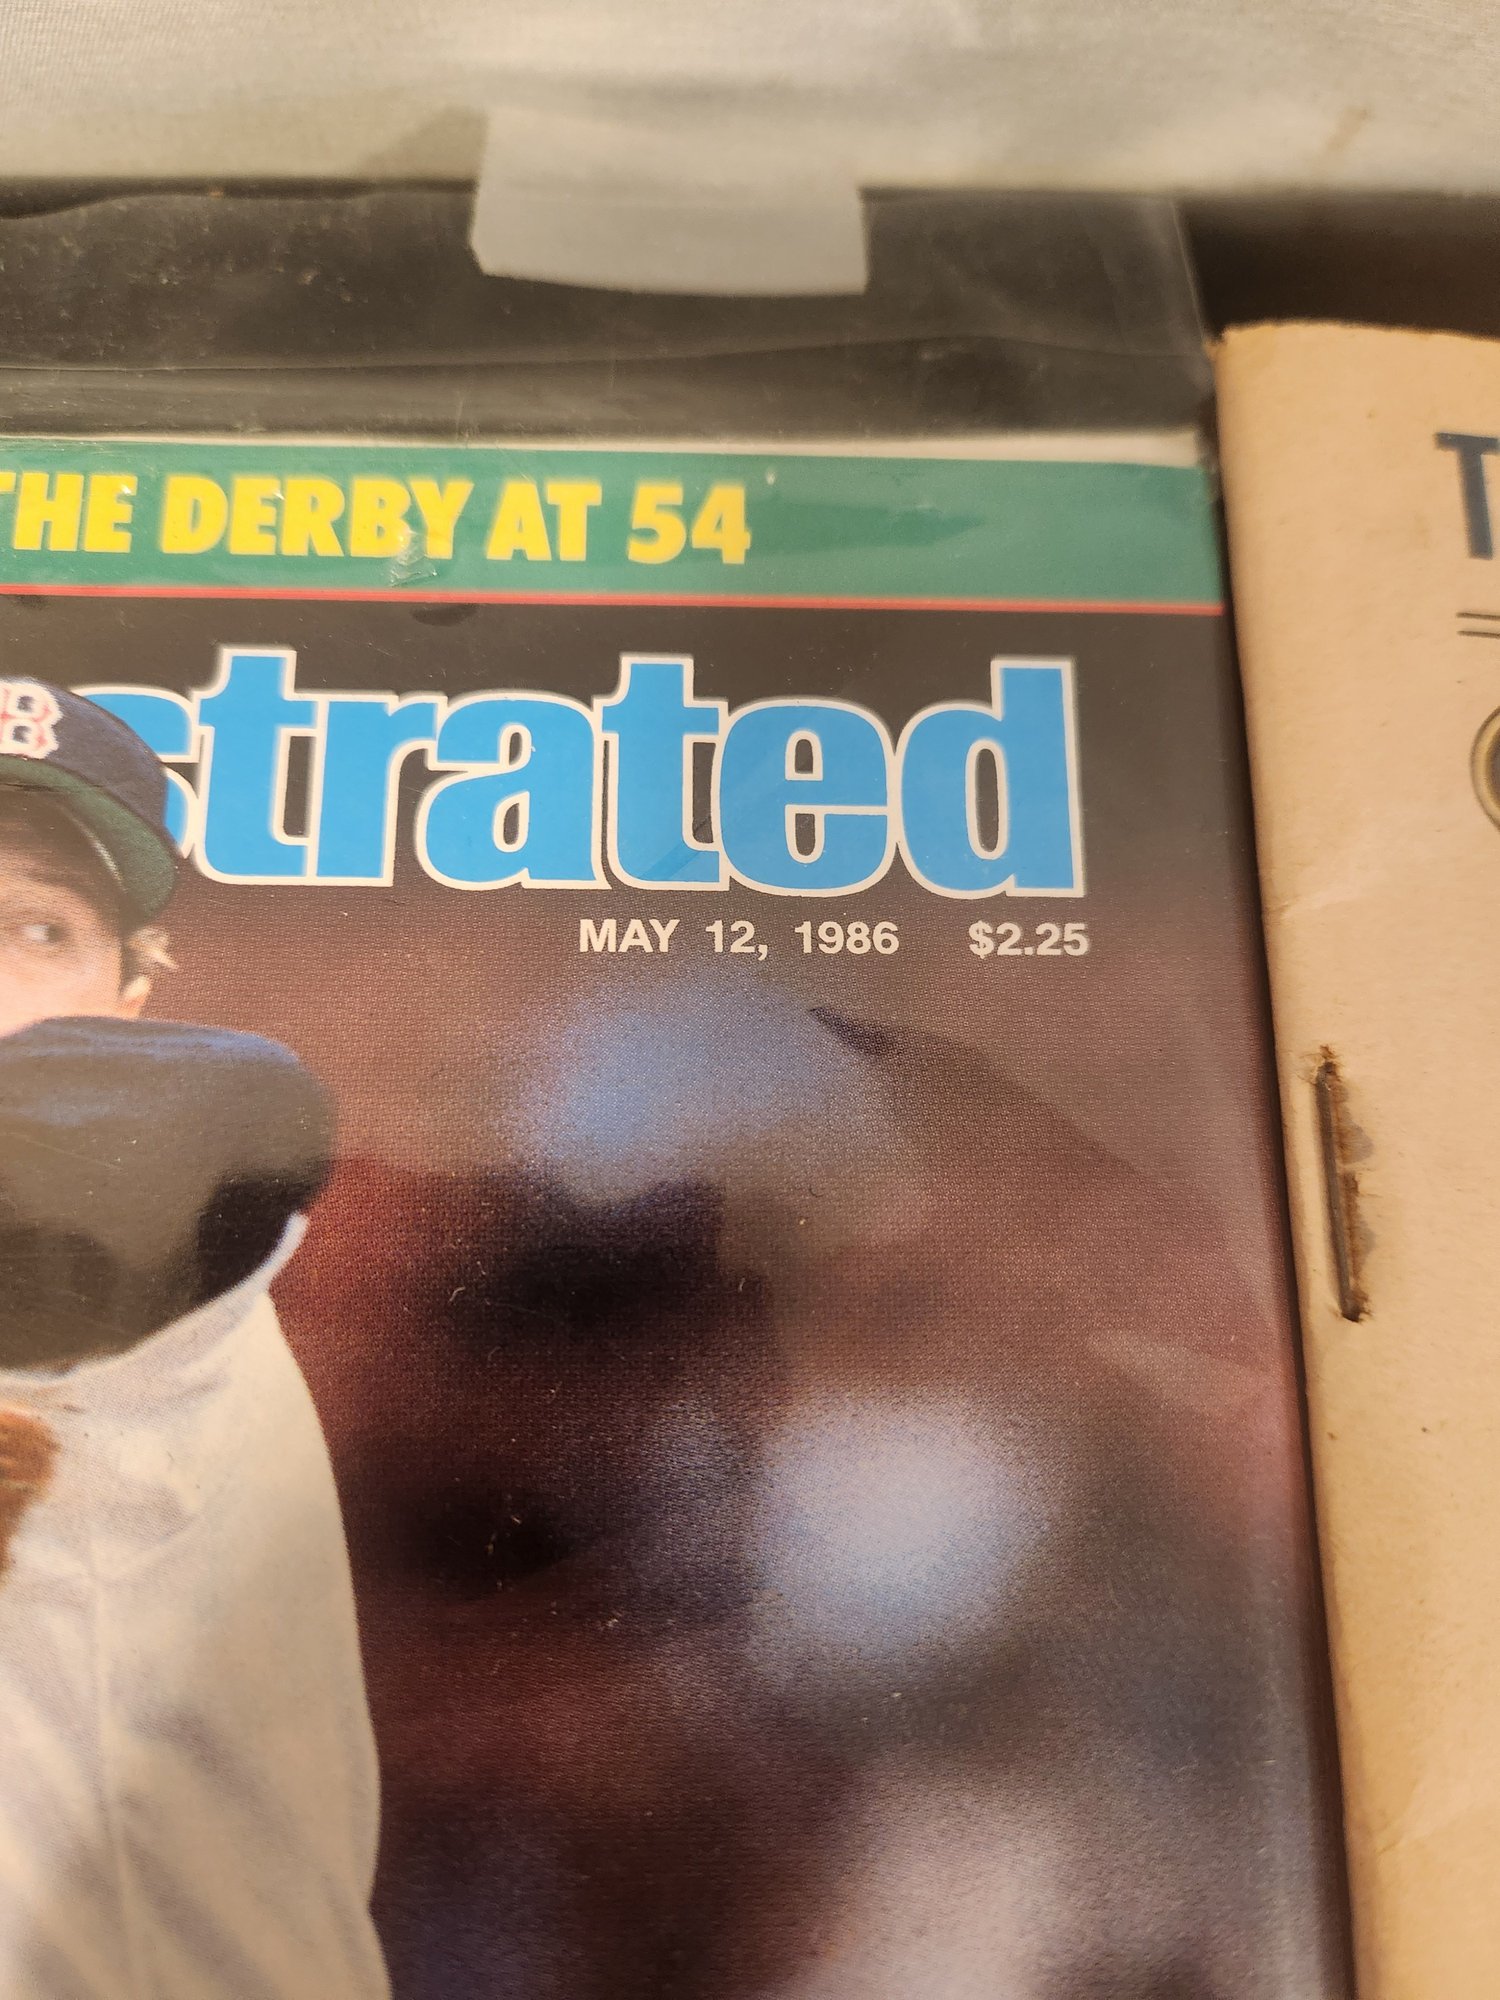 THE DERBY AT 54
strated
MAY 12, 1986 $2.25
B
T